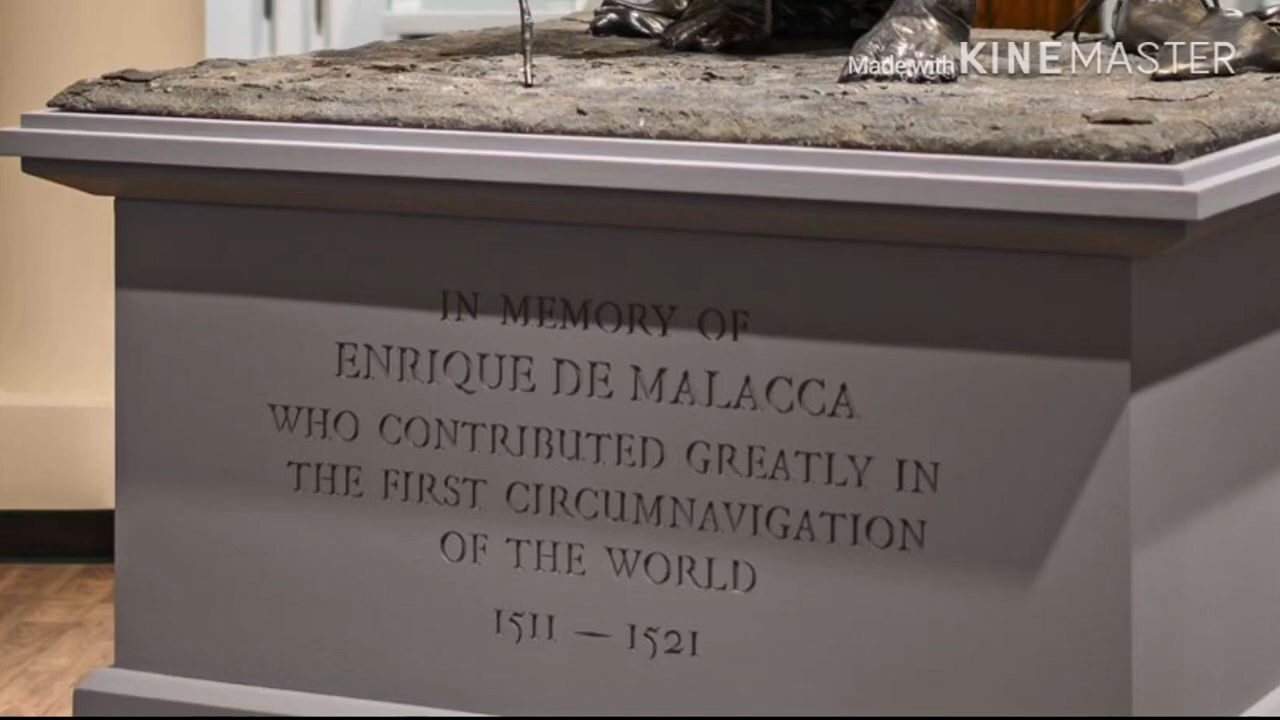 Made with KINEMASTER
IN MEMORY OF
ENRIQUE DE MALACCA
WHO CONTRIBUTED GREATLY IN
THE FIRST CIRCUMNAVIGATION
OF THE WORLD
1511 — 1521